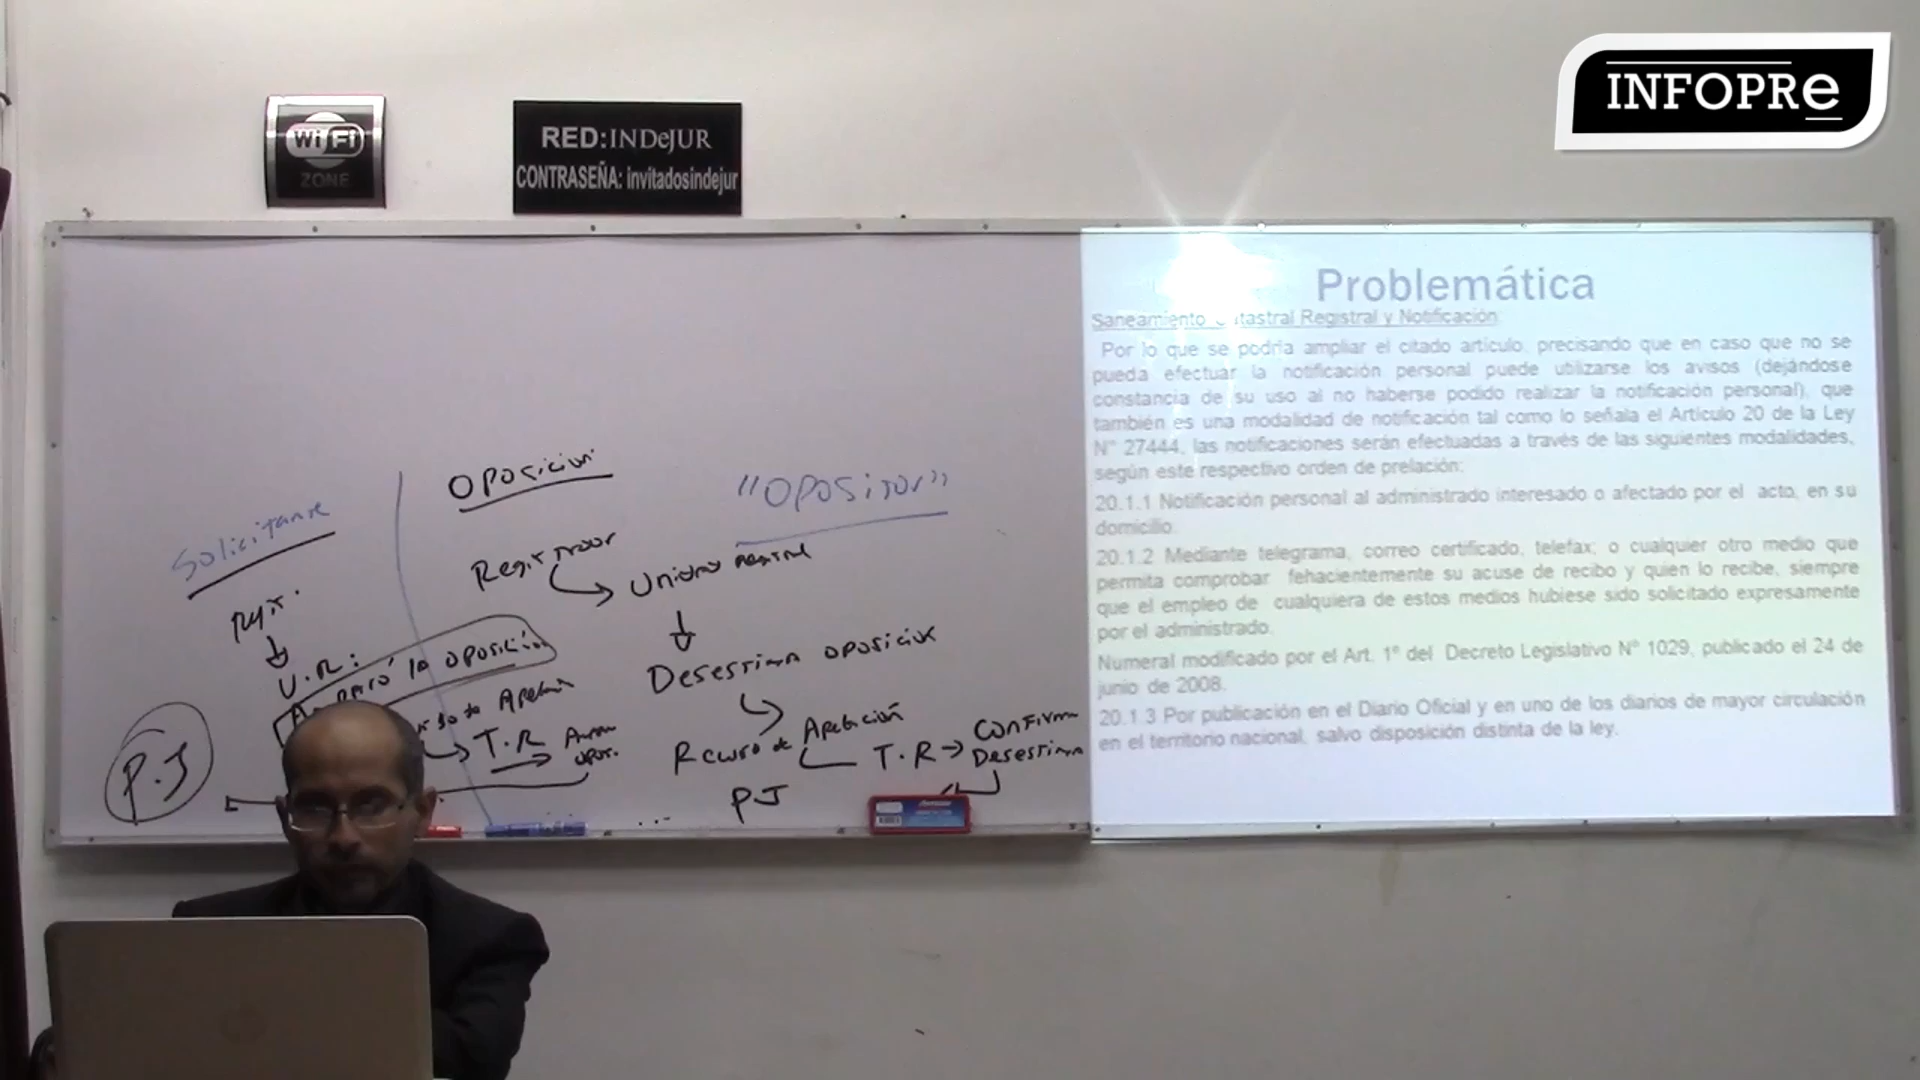 INFOPRe
WiFi
ZONE
RED:INDeJUR
CONTRASEÑA: invitadosindejur
Problemática
Saneamiento Registral y Notificación
Por lo que se podría ampliar el citado artículo, precisando que en caso que no se
pueda efectuar la notificación personal puede utilizarse los avisos (dejándose
constancia de su uso al no haberse podido realizar la notificación personal), que
también es una modalidad de notificación tal como lo señala el Artículo 20 de la Ley
N° 27444, las notificaciones serán efectuadas a través de las siguientes modalidades,
según este respectivo orden de prelación:
20.1.1 Notificación personal al administrado interesado o afectado por el acto, en su
domicilio.
20.1.2 Mediante telegrama, correo certificado, telefax; o cualquier otro medio que
permita comprobar fehacientemente su acuse de recibo y quien lo recibe, siempre
que el empleo de cualquiera de estos medios hubiese sido solicitado expresamente
por el administrado.
Numeral modificado por el Art. 1° del Decreto Legislativo N° 1029, publicado el 24 de
junio de 2008.
20.1.3 Por publicación en el Diario Oficial y en uno de los diarios de mayor circulación
en el territorio nacional, salvo disposición distinta de la ley.
Solicitante
U.R:
la oposición
Apelación
T.R
P.J
Oposición
"Opositor"
Registrador
Desestima oposición
Recurso de Apelación
T.R → Confirma
Desestima
PJ